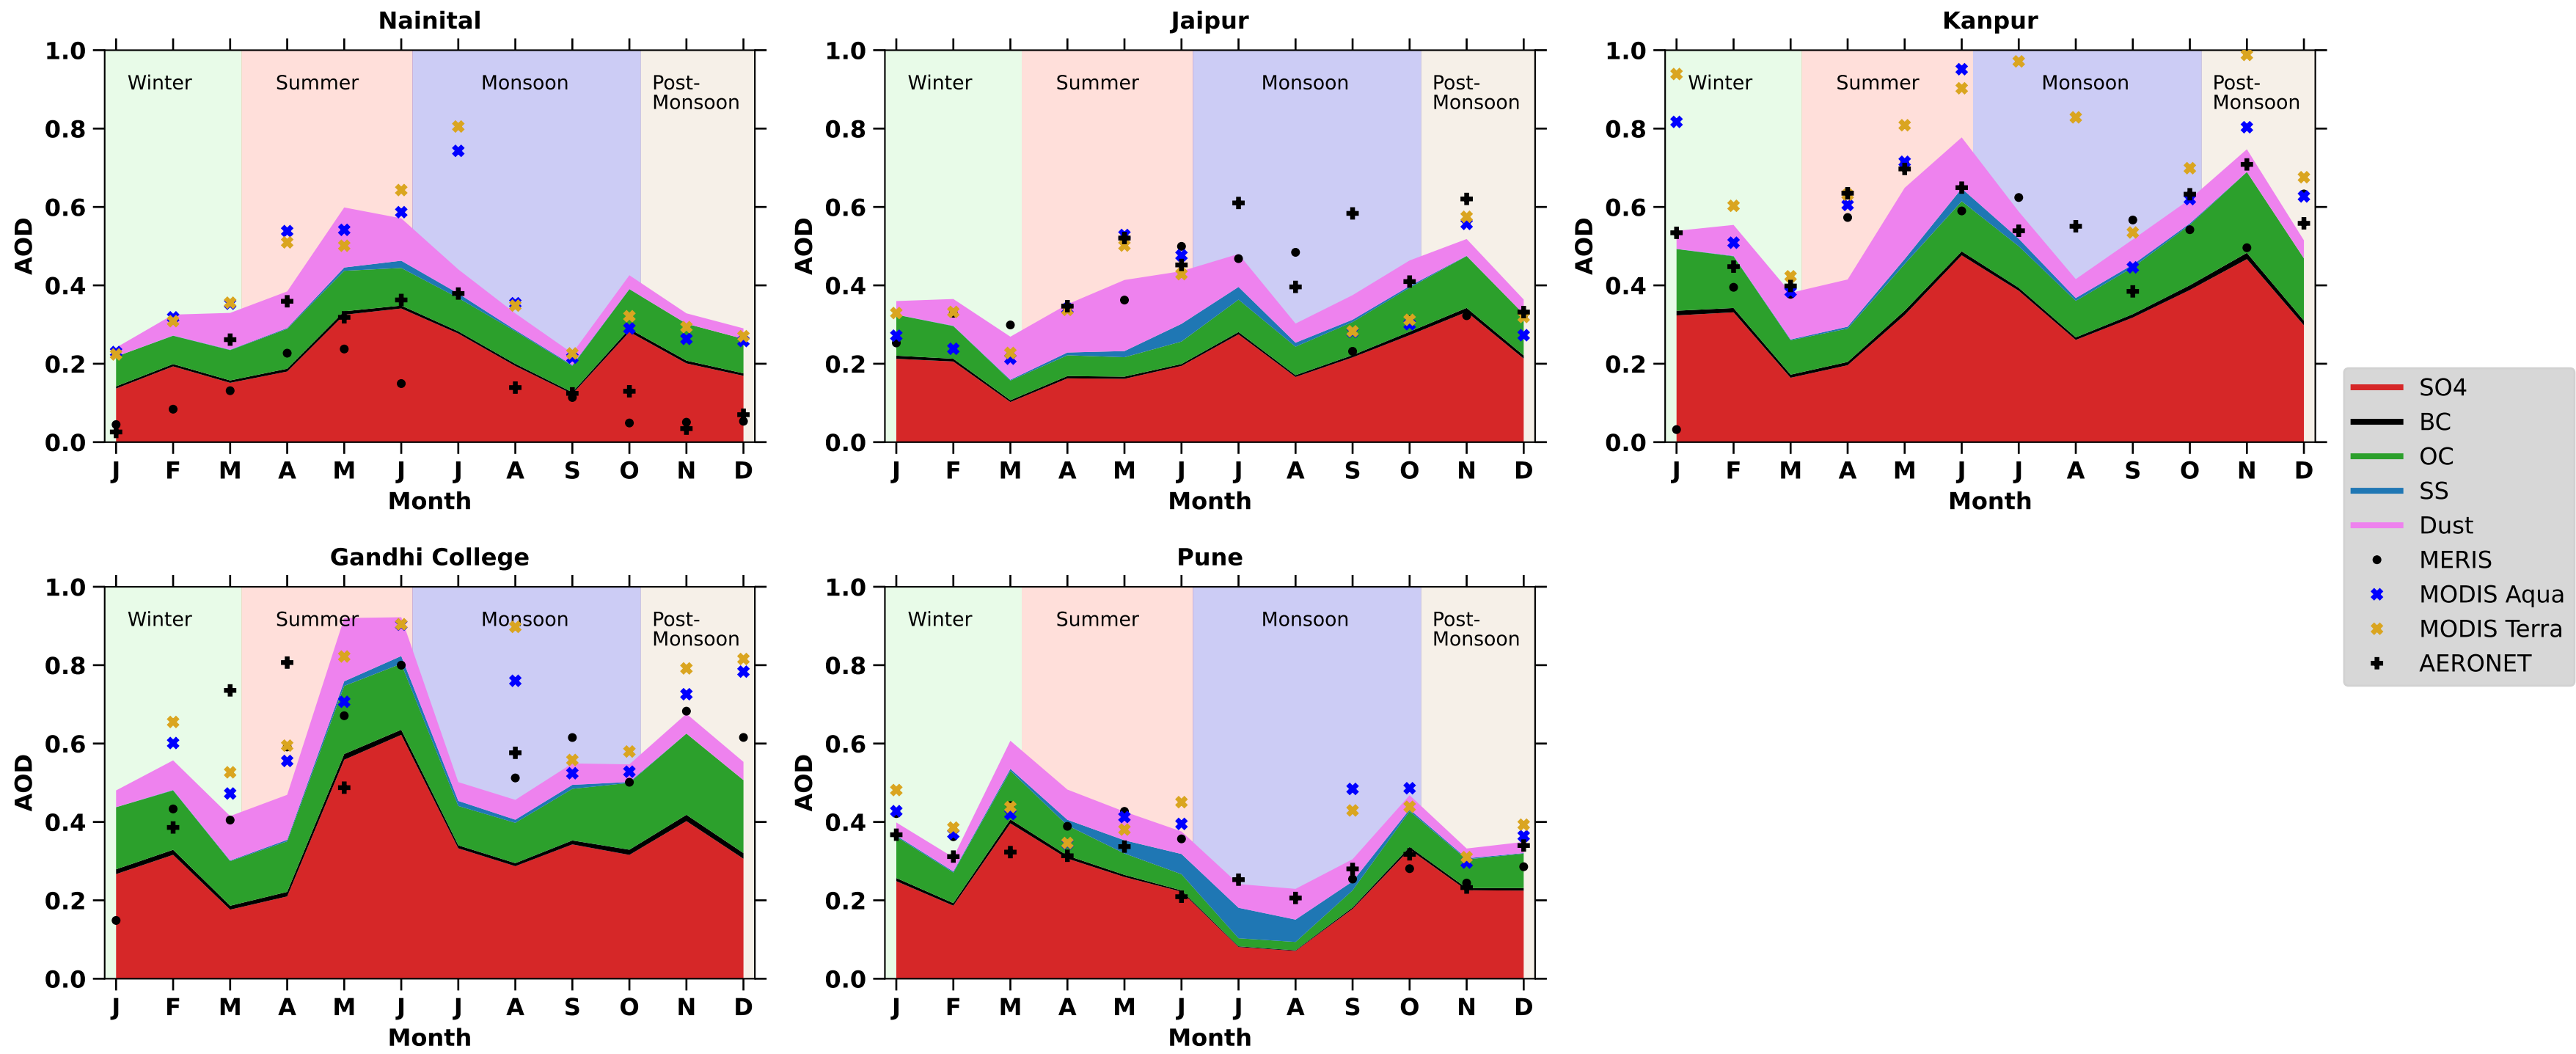 Nainital
1.0
0.8
0.6
0.4
0.2
0.0
AOD
Winter
Summer
Monsoon
Post-
Monsoon
J F M A M J J A S O N D
Month
Jaipur
1.0
0.8
0.6
0.4
0.2
0.0
AOD
Winter
Summer
Monsoon
Post-
Monsoon
J F M A M J J A S O N D
Month
Kanpur
1.0
0.8
0.6
0.4
0.2
0.0
AOD
Winter
Summer
Monsoon
Post-
Monsoon
J F M A M J J A S O N D
Month
SO4
BC
OC
SS
Dust
MERIS
MODIS Aqua
MODIS Terra
AERONET
Gandhi College
1.0
0.8
0.6
0.4
0.2
0.0
AOD
Winter
Summer
Monsoon
Post-
Monsoon
J F M A M J J A S O N D
Month
Pune
1.0
0.8
0.6
0.4
0.2
0.0
AOD
Winter
Summer
Monsoon
Post-
Monsoon
J F M A M J J A S O N D
Month